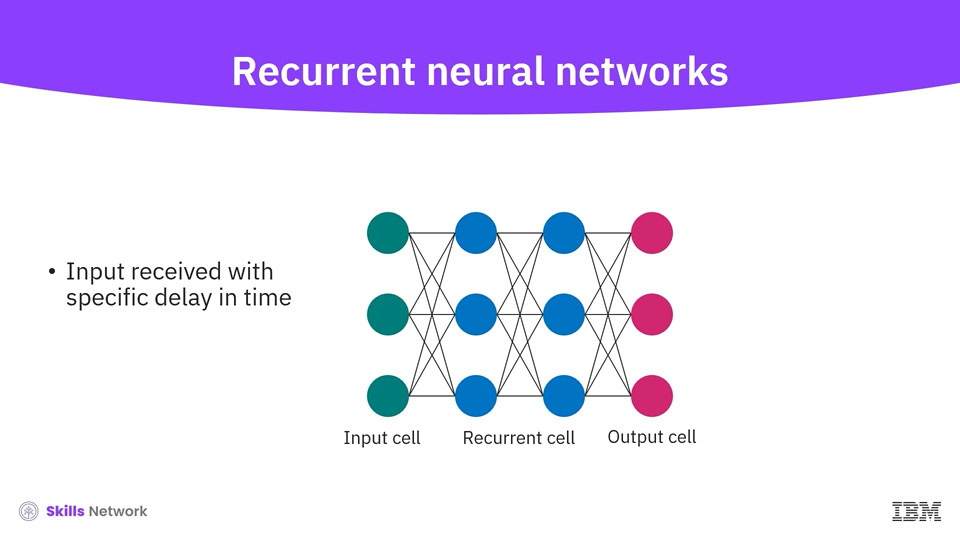 Recurrent neural networks
• Input received with
specific delay in time
Input cell
Recurrent cell
Output cell
Skills Network
IBM